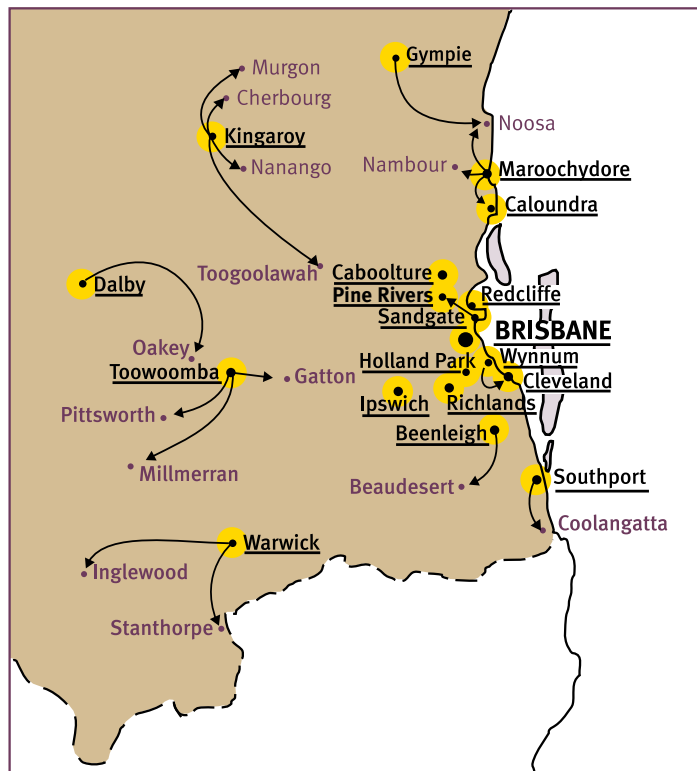 Gympie
Murgon
Cherbourg
Noosa
Kingaroy
Nanango
Nambour
Maroochydore
Caloundra
Toogoolawah
Caboolture
Dalby
Pine Rivers
Redcliffe
Sandgate
BRISBANE
Oakey
Holland Park
Wynnum
Toowoomba
Gatton
Cleveland
Ipswich
Richlands
Pittsworth
Beenleigh
Millmerran
Beaudesert
Southport
Coolangatta
Warwick
Inglewood
Stanthorpe